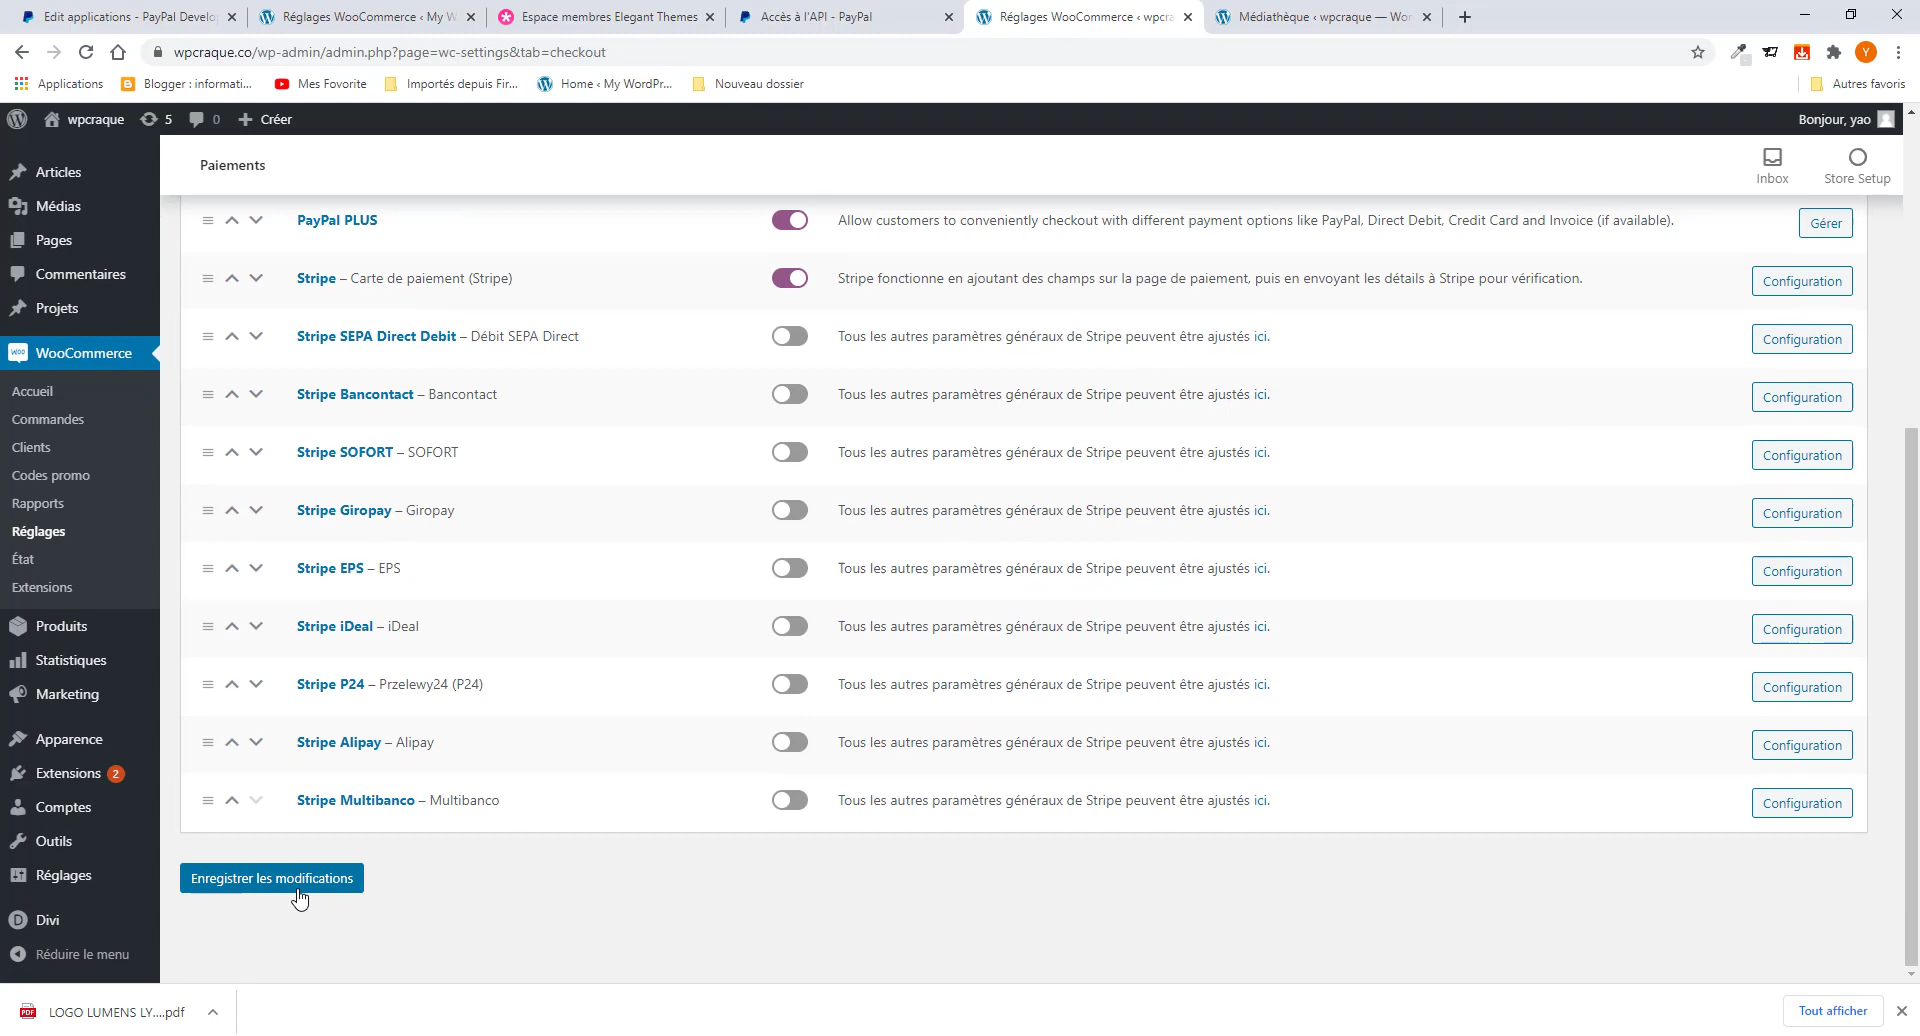 Edit applications - PayPal Develo
Réglages WooCommerce ‹ My W
Espace membres Elegant Themes
Accès à l'API - PayPal
Réglages WooCommerce ‹ wpcra
Médiathèque ‹ wpcraque — Wor
wpcraque.co/wp-admin/admin.php?page=wc-settings&tab=checkout
Y
Applications
Blogger : informati...
Mes Favorite
Importés depuis Fir...
Home ‹ My WordPr...
Nouveau dossier
Autres favoris
wpcraque
5
0
Créer
Bonjour, yao
Articles
Médias
Pages
Commentaires
Projets
WooCommerce
Accueil
Commandes
Clients
Codes promo
Rapports
Réglages
État
Extensions
Produits
Statistiques
Marketing
Apparence
Extensions 2
Comptes
Outils
Réglages
Divi
Réduire le menu
Paiements
Inbox
Store Setup
PayPal PLUS
Allow customers to conveniently checkout with different payment options like PayPal, Direct Debit, Credit Card and Invoice (if available).
Gérer
Stripe – Carte de paiement (Stripe)
Stripe fonctionne en ajoutant des champs sur la page de paiement, puis en envoyant les détails à Stripe pour vérification.
Configuration
Stripe SEPA Direct Debit – Débit SEPA Direct
Tous les autres paramètres généraux de Stripe peuvent être ajustés ici.
Configuration
Stripe Bancontact – Bancontact
Tous les autres paramètres généraux de Stripe peuvent être ajustés ici.
Configuration
Stripe SOFORT – SOFORT
Tous les autres paramètres généraux de Stripe peuvent être ajustés ici.
Configuration
Stripe Giropay – Giropay
Tous les autres paramètres généraux de Stripe peuvent être ajustés ici.
Configuration
Stripe EPS – EPS
Tous les autres paramètres généraux de Stripe peuvent être ajustés ici.
Configuration
Stripe iDeal – iDeal
Tous les autres paramètres généraux de Stripe peuvent être ajustés ici.
Configuration
Stripe P24 – Przelewy24 (P24)
Tous les autres paramètres généraux de Stripe peuvent être ajustés ici.
Configuration
Stripe Alipay – Alipay
Tous les autres paramètres généraux de Stripe peuvent être ajustés ici.
Configuration
Stripe Multibanco – Multibanco
Tous les autres paramètres généraux de Stripe peuvent être ajustés ici.
Configuration
Enregistrer les modifications
LOGO LUMENS LY....pdf
Tout afficher